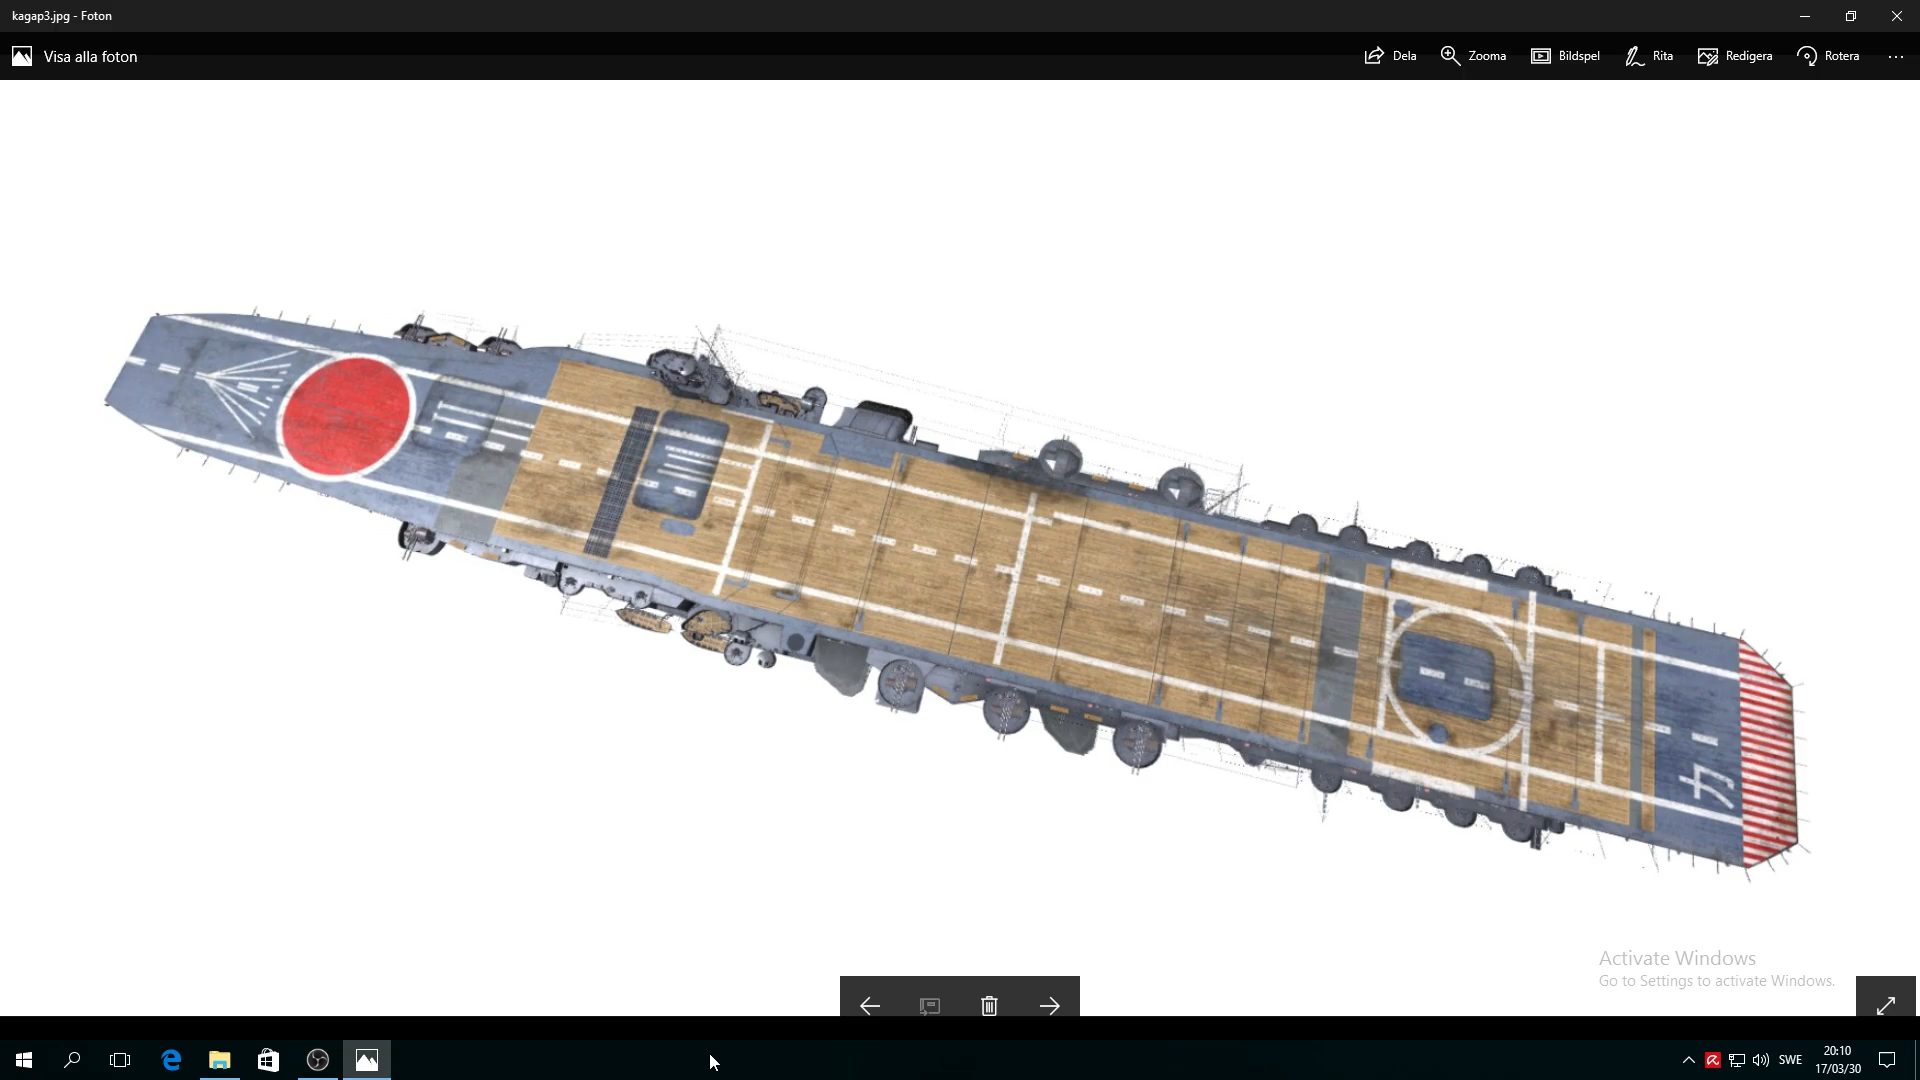 kagap3.jpg - Foton
Visa alla foton
Dela
Zooma
Bildspel
Rita
Redigera
Rotera
Activate Windows
Go to Settings to activate Windows.
SWE
20:10
17/03/30